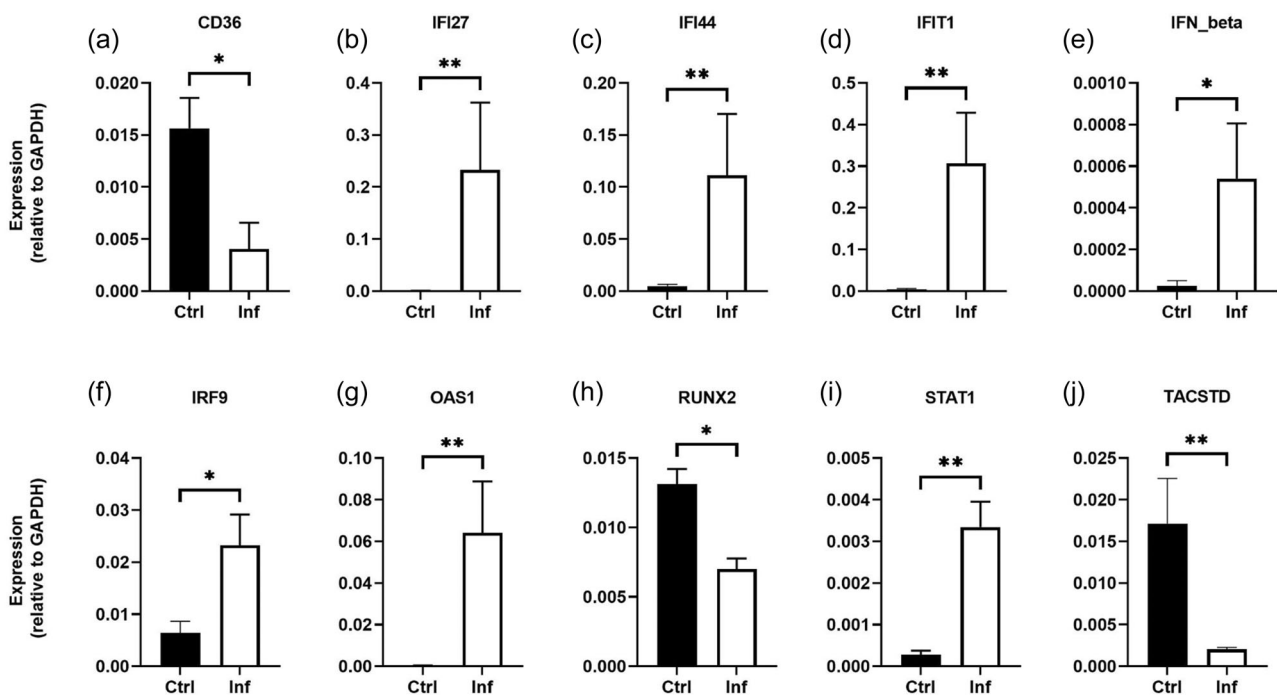 (a) CD36
Expression
(relative to GAPDH)
0.020
0.015
0.010
0.005
0.000
*
Ctrl Inf
(b) IFI27
0.4
0.3
0.2
0.1
0.0
**
Ctrl Inf
(c) IFI44
0.20
0.15
0.10
0.05
0.00
**
Ctrl Inf
(d) IFIT1
0.5
0.4
0.3
0.2
0.1
0.0
**
Ctrl Inf
(e) IFN_beta
0.0010
0.0008
0.0006
0.0004
0.0002
0.0000
*
Ctrl Inf
(f) IRF9
Expression
(relative to GAPDH)
0.04
0.03
0.02
0.01
0.00
*
Ctrl Inf
(g) OAS1
0.10
0.08
0.06
0.04
0.02
0.00
**
Ctrl Inf
(h) RUNX2
0.015
0.010
0.005
0.000
*
Ctrl Inf
(i) STAT1
0.005
0.004
0.003
0.002
0.001
0.000
**
Ctrl Inf
(j) TACSTD
0.025
0.020
0.015
0.010
0.005
0.000
**
Ctrl Inf